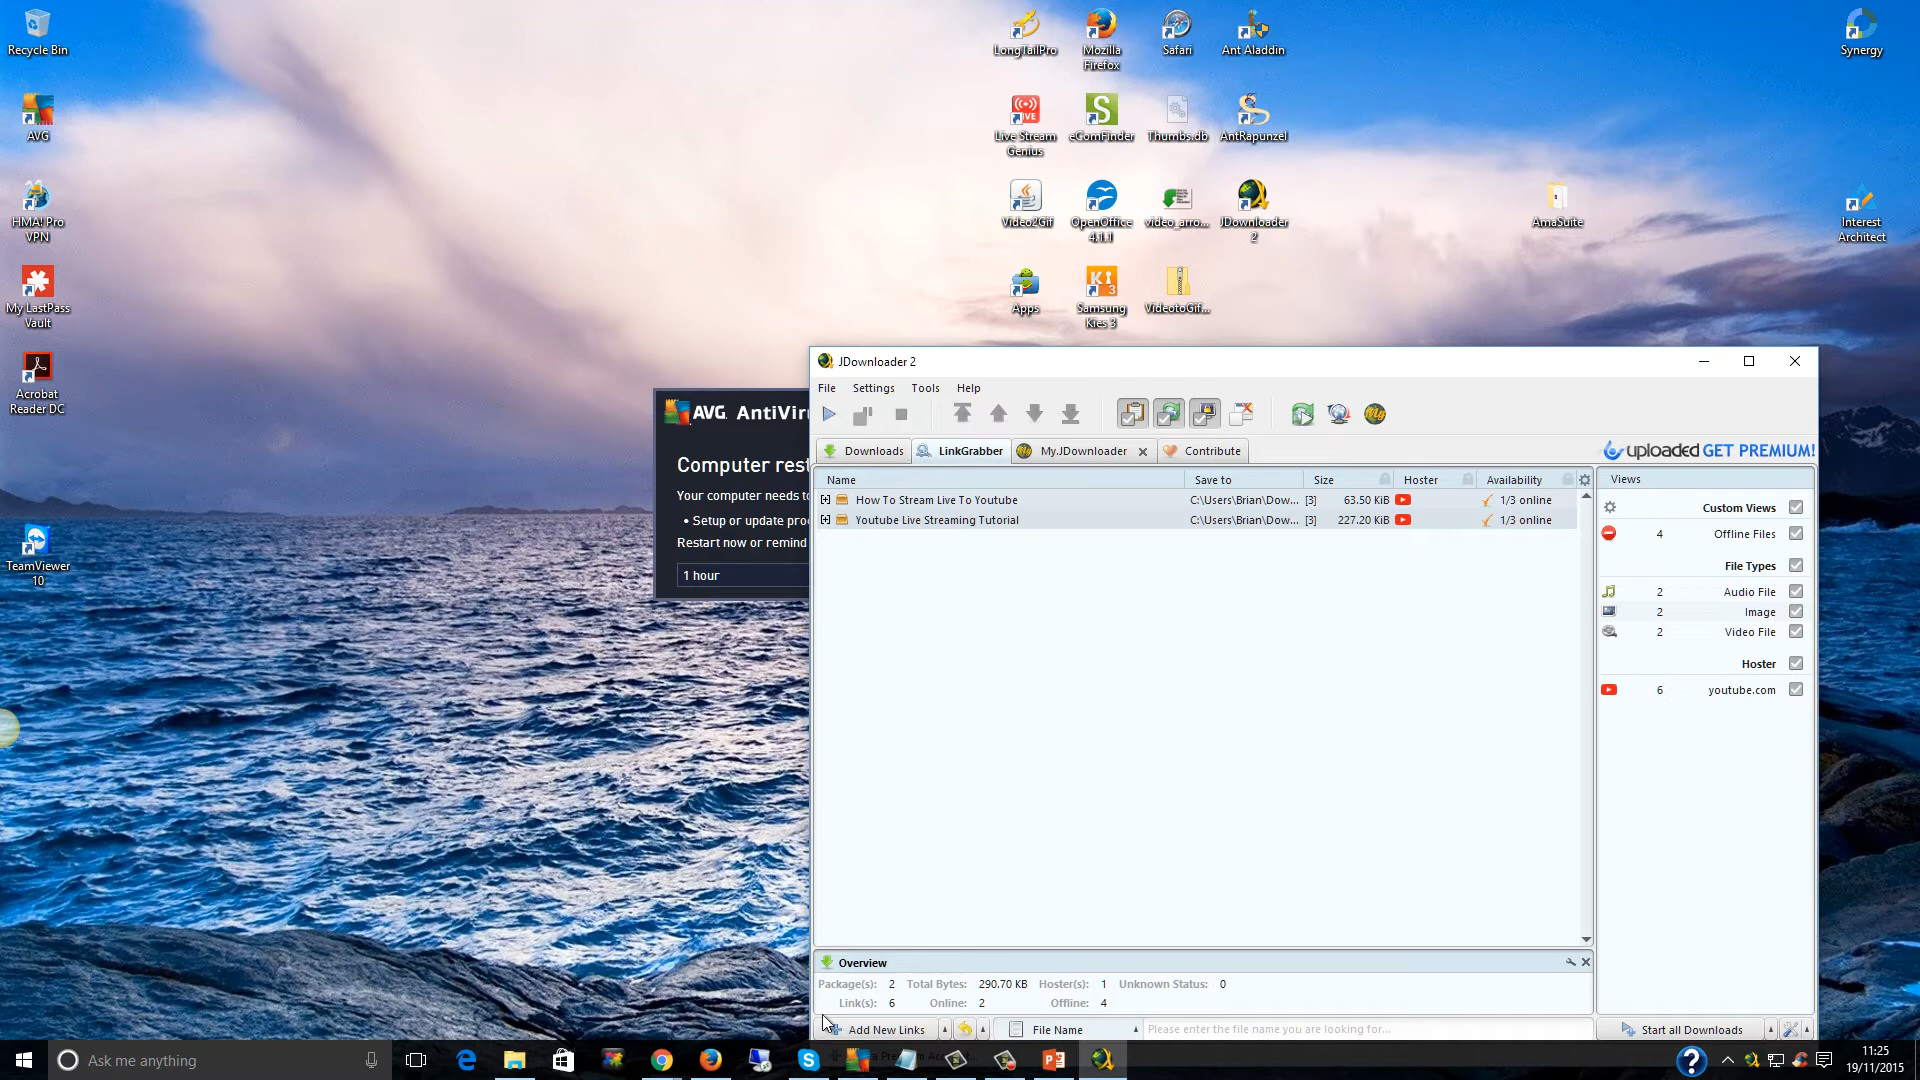 Recycle Bin
AVG
HMA! Pro
VPN
My LastPass
Vault
Acrobat
Reader DC
TeamViewer
10
LongTailPro
Mozilla
Firefox
Safari
Ant Aladdin
Live Stream
Genius
eComFinder
Thumbs.db
AntRapunzel
Video2Gif
OpenOffice
4.1.1
video_arro...
JDownloader
2
Apps
Samsung
Kies 3
VideotoGif...
AmaSuite
Synergy
Interest
Architect
AVG. AntiViru
Computer rest
Your computer needs to
• Setup or update pro
Restart now or remind
1 hour
JDownloader 2
File Settings Tools Help
Downloads LinkGrabber My.JDownloader Contribute
uploaded GET PREMIUM!
Name Save to Size Hoster Availability
How To Stream Live To Youtube C:\Users\Brian\Dow... [3] 63.50 KiB 1/3 online
Youtube Live Streaming Tutorial C:\Users\Brian\Dow... [3] 227.20 KiB 1/3 online
Views
Custom Views
4 Offline Files
File Types
2 Audio File
2 Image
2 Video File
Hoster
6 youtube.com
Overview
Package(s): 2 Total Bytes: 290.70 KB Hoster(s): 1 Unknown Status: 0
Link(s): 6 Online: 2 Offline: 4
Add New Links File Name Please enter the file name you are looking for... Start all Downloads
Ask me anything
11:25
19/11/2015